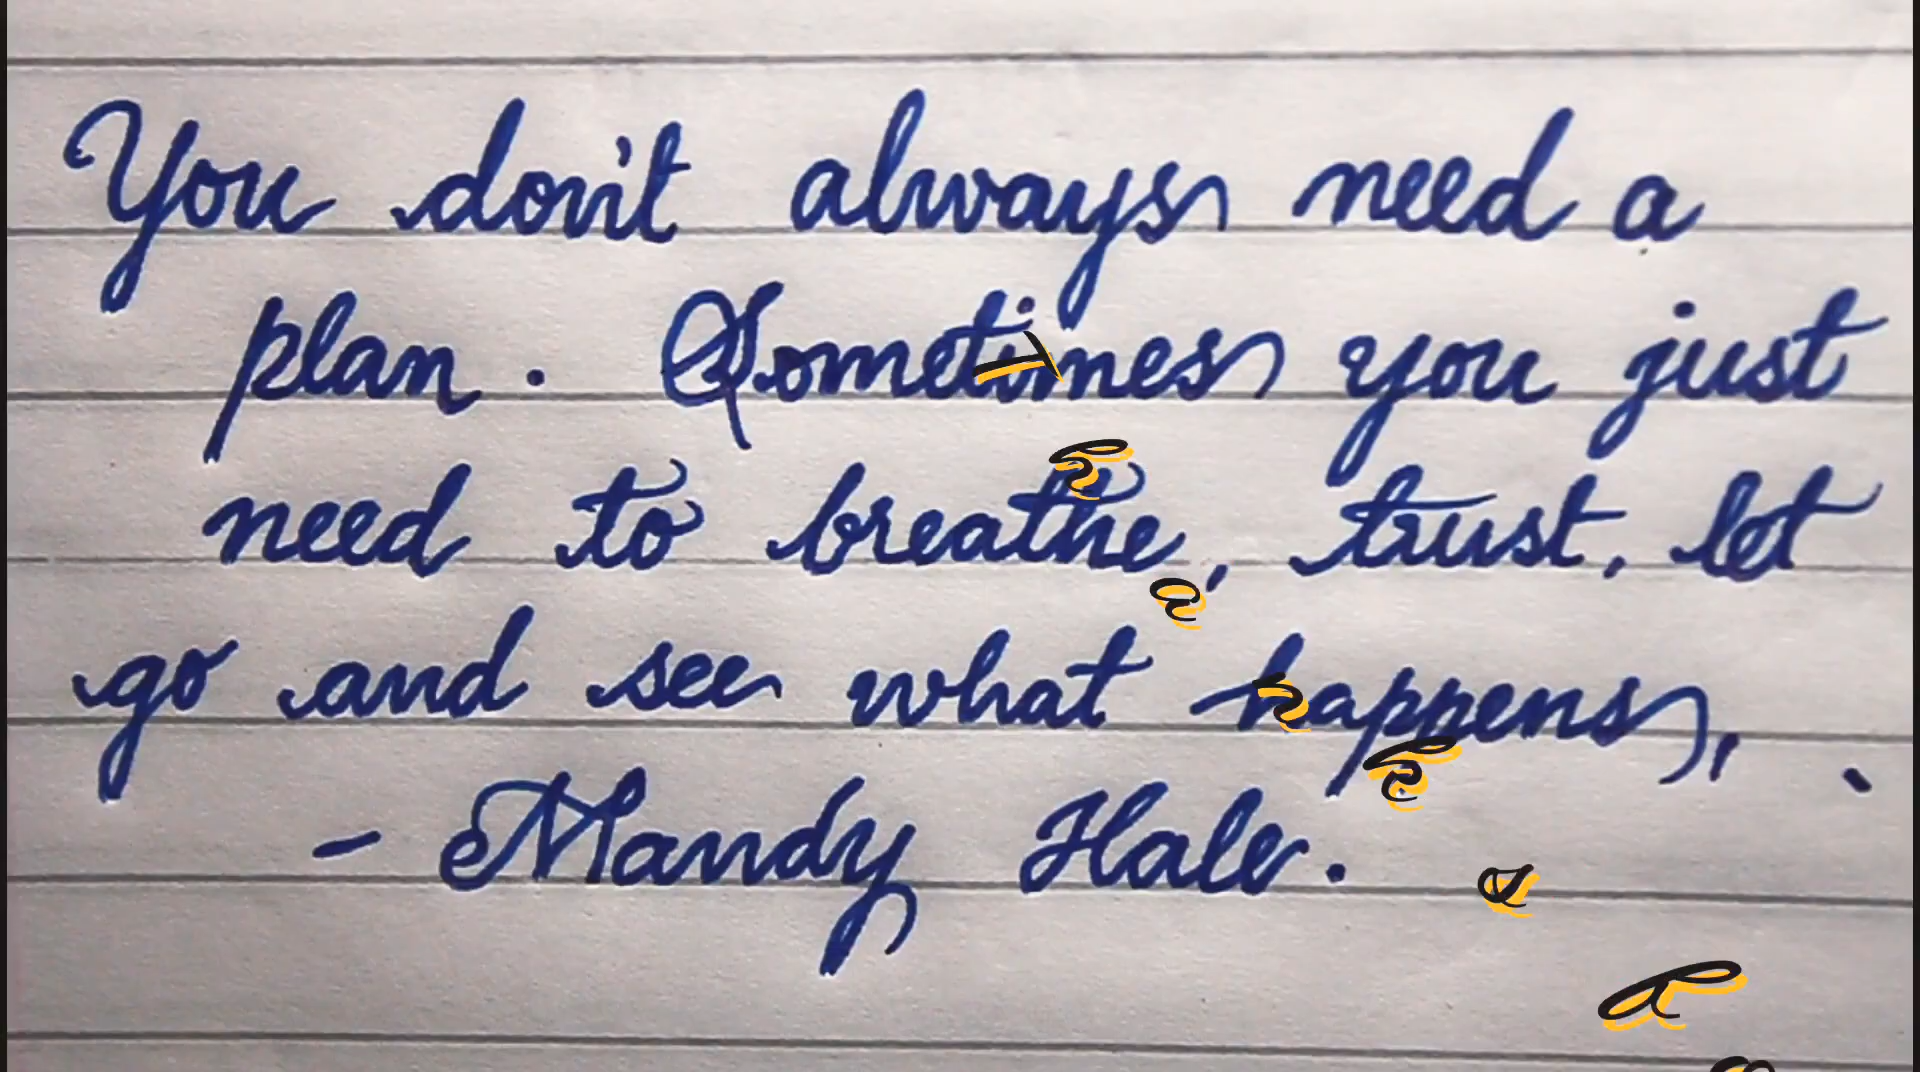 You don't always need a
plan. Sometimes you just
need to breathe, trust, let
go and see what happens,
- Mandy Hale.